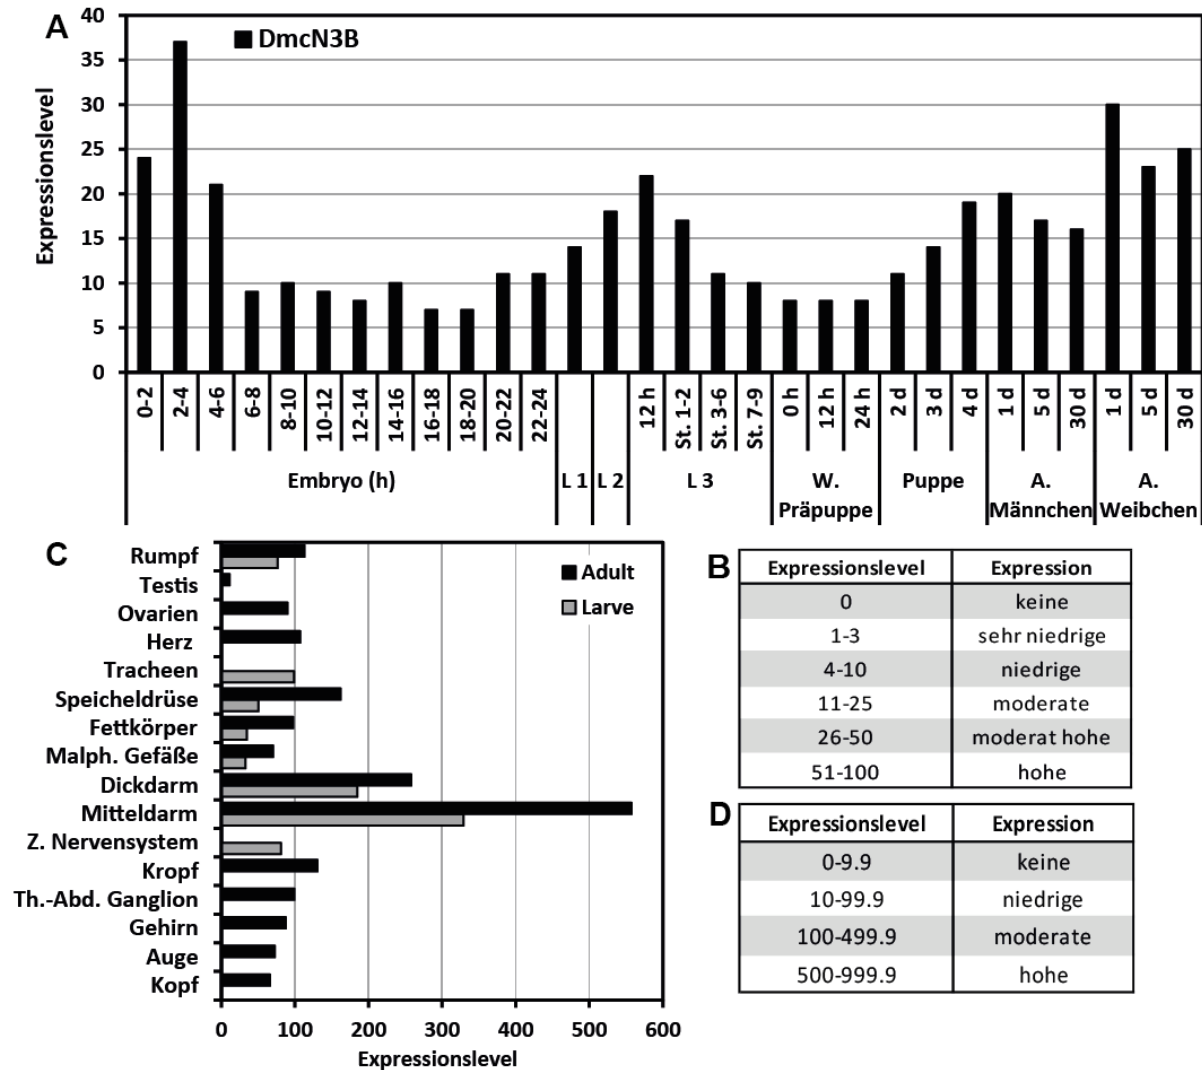 A
DmcN3B
Expressionslevel
40
35
30
25
20
15
10
5
0
0-2
2-4
4-6
6-8
8-10
10-12
12-14
14-16
16-18
18-20
20-22
22-24
12 h
St. 1-2
St. 3-6
St. 7-9
0 h
12 h
24 h
2 d
3 d
4 d
1 d
5 d
30 d
1 d
5 d
30 d
Embryo (h)
L 1
L 2
L 3
W.
Präpuppe
Puppe
A.
Männchen
A.
Weibchen
C
Adult
Larve
Rumpf
Testis
Ovarien
Herz
Tracheen
Speicheldrüse
Fettkörper
Malph. Gefäße
Dickdarm
Mitteldarm
Z. Nervensystem
Kropf
Th.-Abd. Ganglion
Gehirn
Auge
Kopf
0 100 200 300 400 500 600
Expressionslevel
B
Expressionslevel Expression
0 keine
1-3 sehr niedrige
4-10 niedrige
11-25 moderate
26-50 moderat hohe
51-100 hohe
D
Expressionslevel Expression
0-9.9 keine
10-99.9 niedrige
100-499.9 moderate
500-999.9 hohe